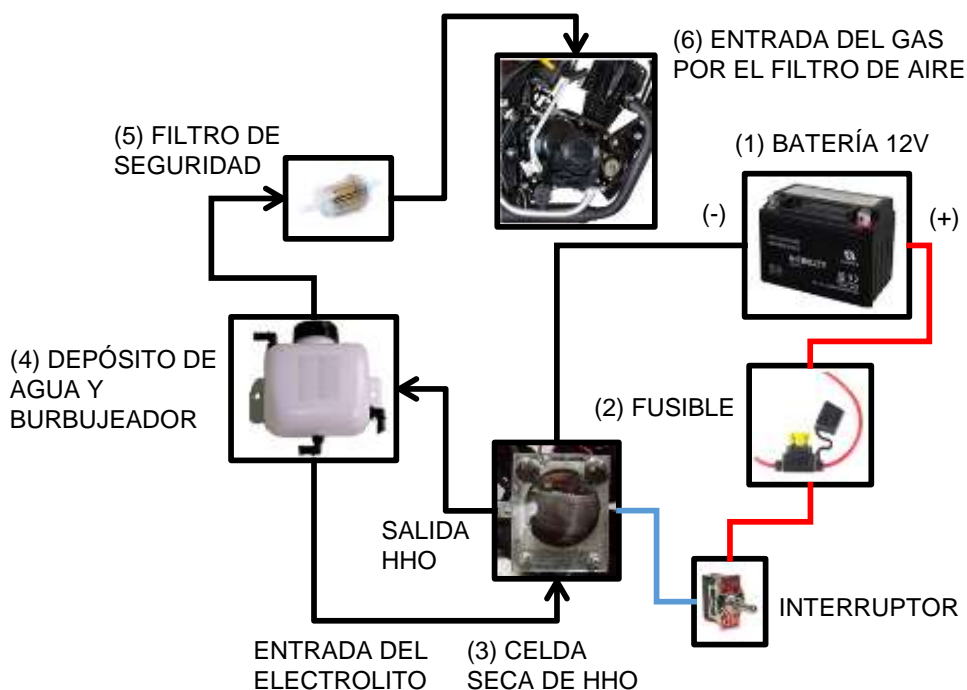 (6) ENTRADA DEL GAS
POR EL FILTRO DE AIRE
(5) FILTRO DE
SEGURIDAD
(1) BATERÍA 12V
(-)
(+)
(4) DEPÓSITO DE
AGUA Y
BURBUJEADOR
(2) FUSIBLE
SALIDA
HHO
INTERRUPTOR
ENTRADA DEL
ELECTROLITO
(3) CELDA
SECA DE HHO